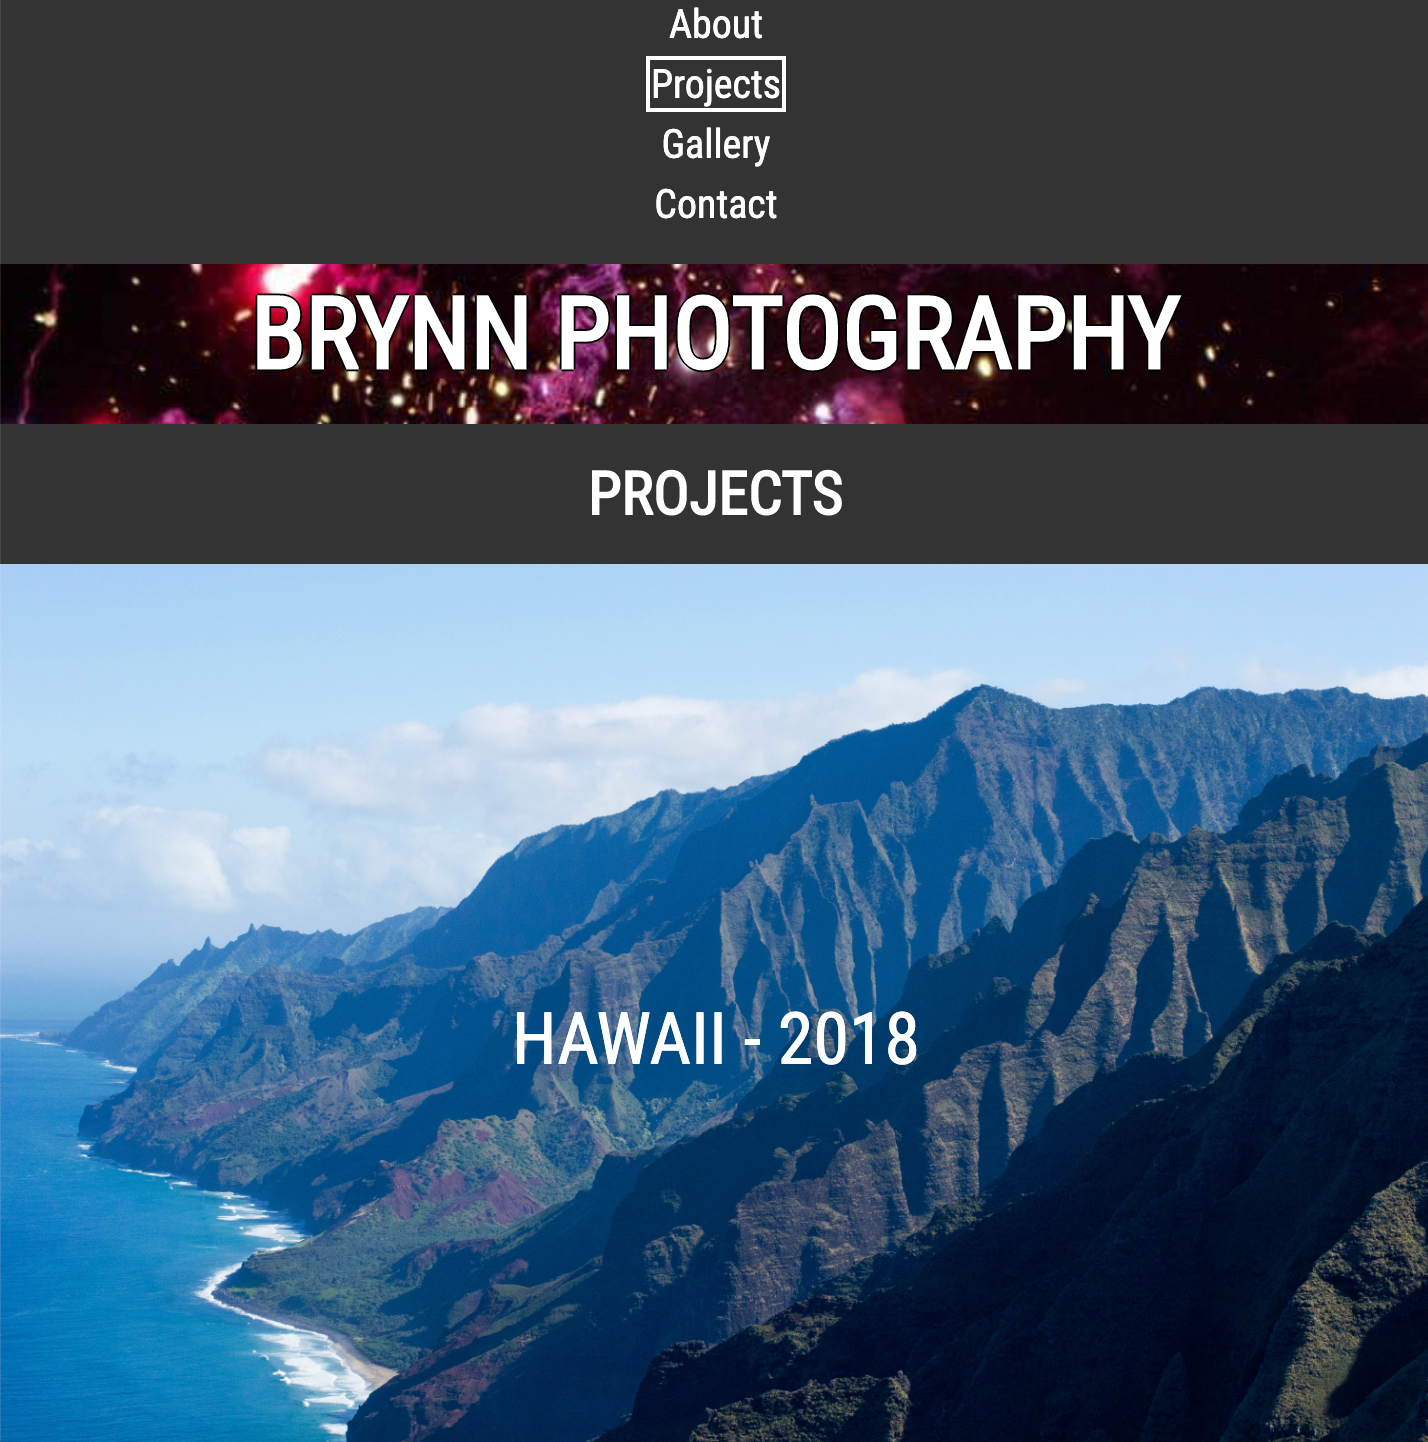 About
Projects
Gallery
Contact
BRYNN PHOTOGRAPHY
PROJECTS
HAWAII - 2018